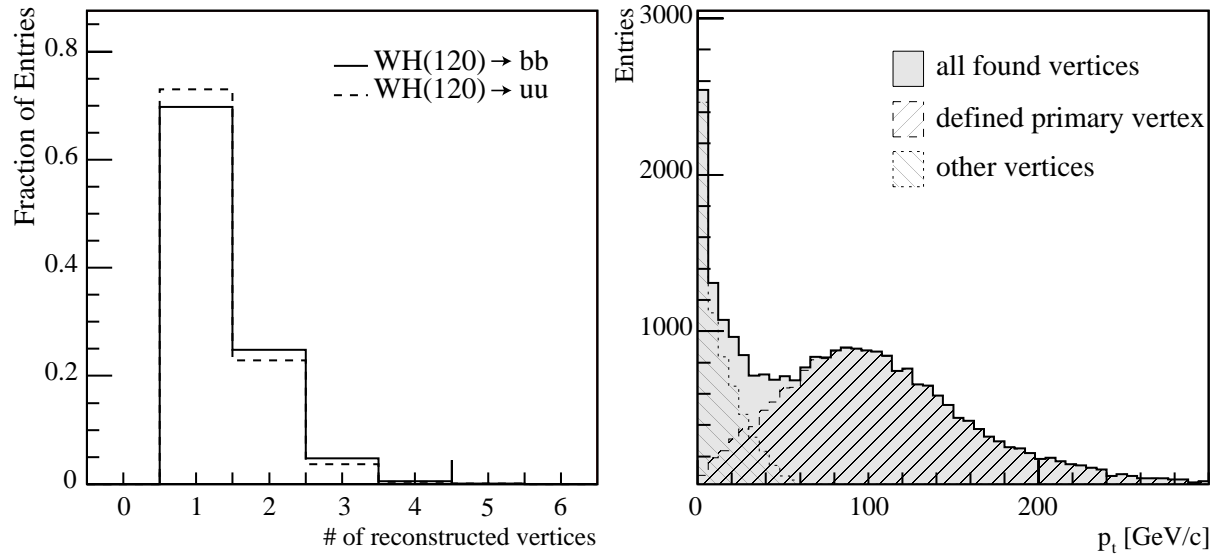 Fraction of Entries
0.8
0.6
0.4
0.2
0
WH(120)→bb
WH(120)→uu
0 1 2 3 4 5 6
# of reconstructed vertices
Entries
3000
2000
1000
all found vertices
defined primary vertex
other vertices
0 100 200
p_t [GeV/c]